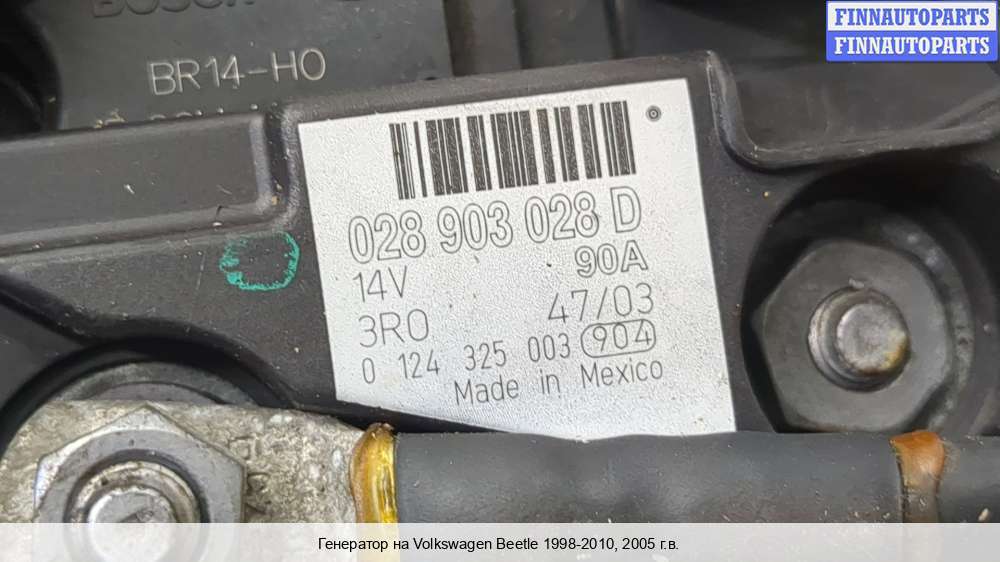 FINNAUTOPARTS
FINNAUTOPARTS
BOSCH
BR14-HO
028 903 028 D
14V 90A
3RO 47/03
0 124 325 003 904
Made in Mexico
Генератор на Volkswagen Beetle 1998-2010, 2005 г.в.